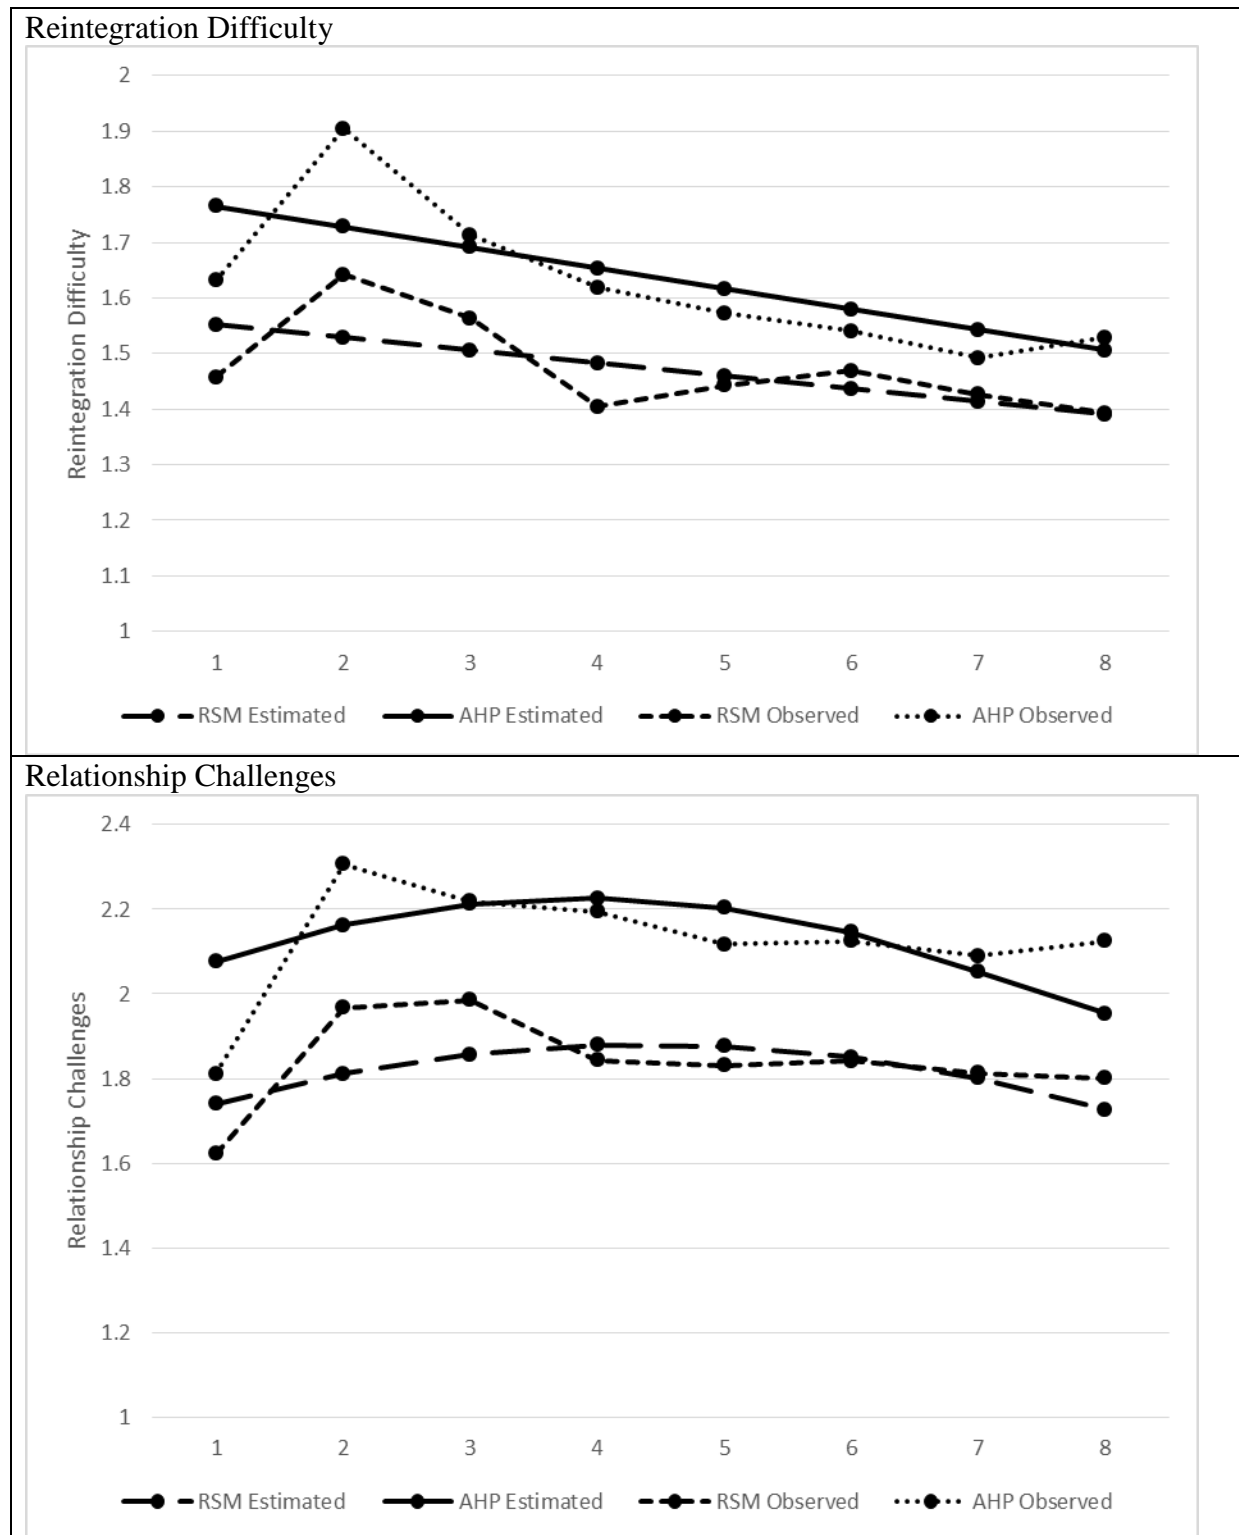 Reintegration Difficulty
2
1.9
1.8
1.7
1.6
1.5
1.4
1.3
1.2
1.1
1
Reintegration Difficulty
1 2 3 4 5 6 7 8
RSM Estimated AHP Estimated RSM Observed AHP Observed
Relationship Challenges
2.4
2.2
2
1.8
1.6
1.4
1.2
1
Relationship Challenges
1 2 3 4 5 6 7 8
RSM Estimated AHP Estimated RSM Observed AHP Observed